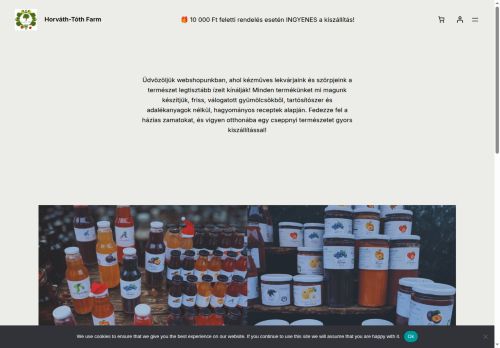 Horváth-Tóth Farm
🎁 10 000 Ft feletti rendelés esetén INGYENES a kiszállítás!
Üdvözöljük webshopunkban, ahol kézműves lekvárjaink és szörpjeink a
természet legtisztább ízeit kínálják! Minden termékünket mi magunk
készítjük, friss, válogatott gyümölcsökből, tartósítószer és
adalékanyagok nélkül, hagyományos receptek alapján. Fedezze fel a
házias zamatokat, és vigyen otthonába egy cseppnyi természetet gyors
kiszállítással!
We use cookies to ensure that we give you the best experience on our website. If you continue to use this site we will assume that you are happy with it.
Ok